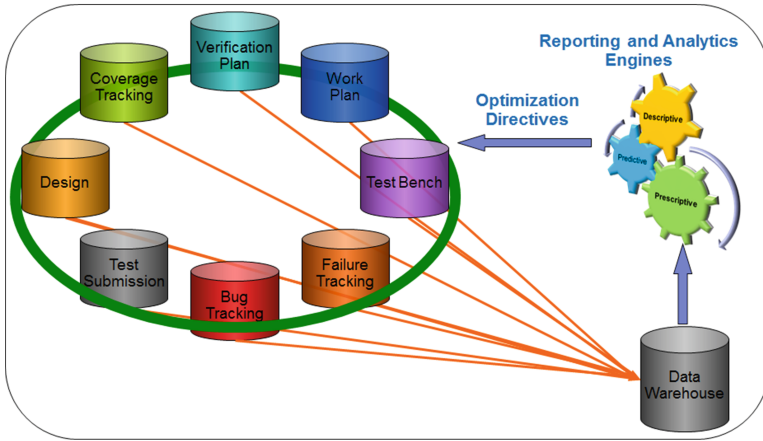 Verification
Plan
Coverage
Tracking
Work
Plan
Design
Test Bench
Test
Submission
Bug
Tracking
Failure
Tracking
Optimization
Directives
Reporting and Analytics
Engines
Descriptive
Predictive
Prescriptive
Data
Warehouse